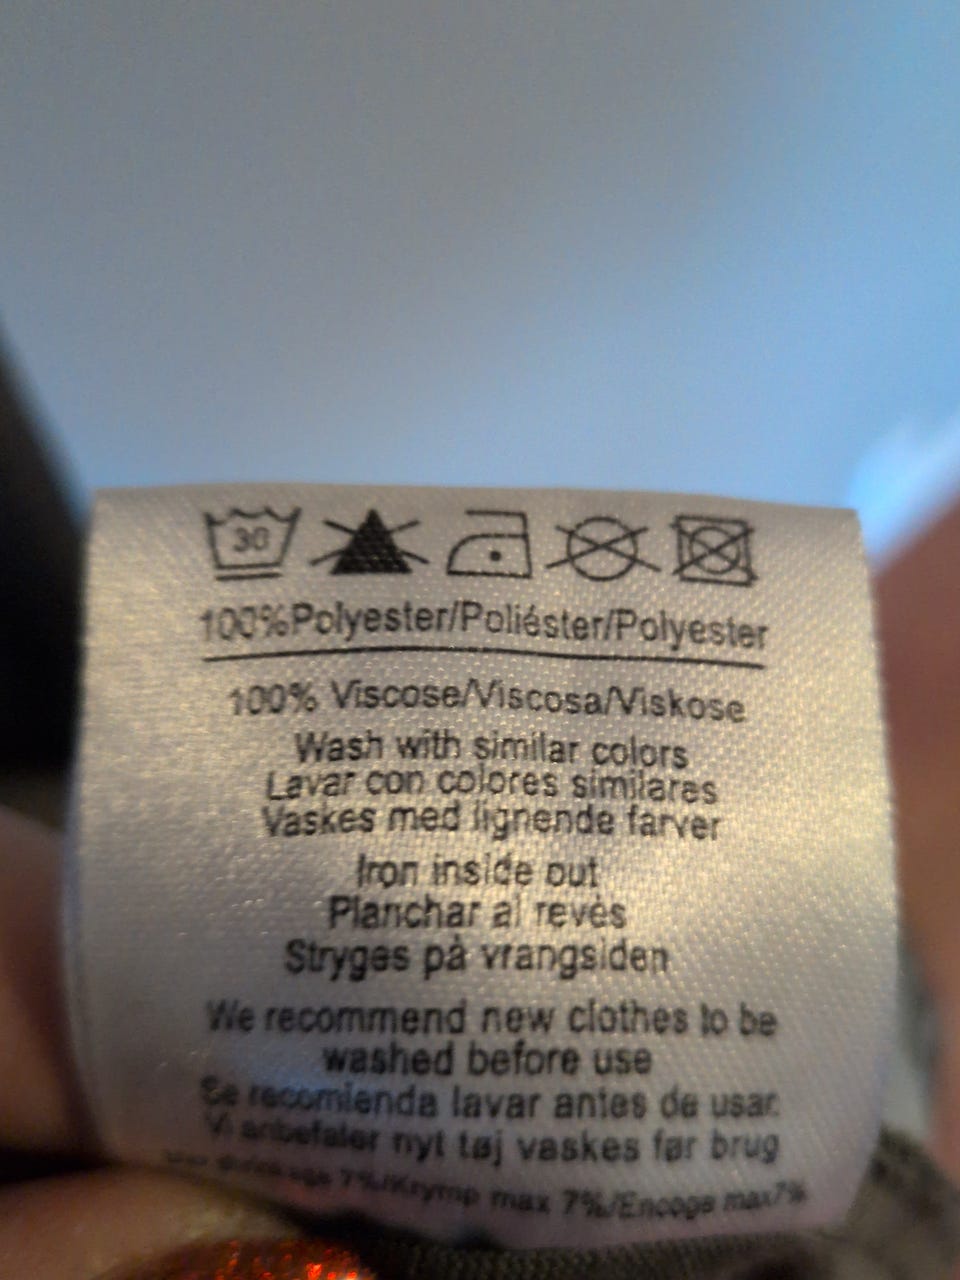 30
100%Polyester/Poliéster/Polyester
100% Viscose/Viscosa/Viskose
Wash with similar colors
Lavar con colores similares
Vaskes med lignende farver
Iron inside out
Planchar al revés
Stryges på vrangsiden
We recommend new clothes to be
washed before use
Se recomienda lavar antes de usar.
Vi anbefaler nyt tøj vaskes før brug
7%/Krymp max 7%/Encoge max7%